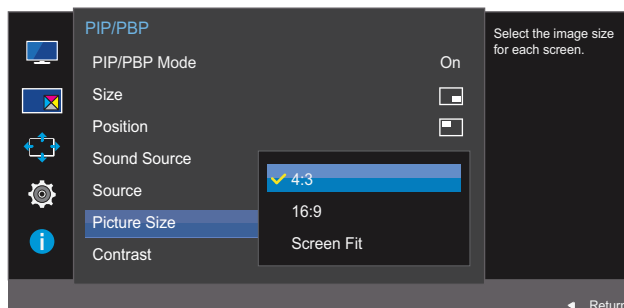 PIP/PBP
PIP/PBP Mode On
Size
Position
Sound Source
Source
Picture Size
Contrast
4:3
16:9
Screen Fit
Select the image size
for each screen.
Return